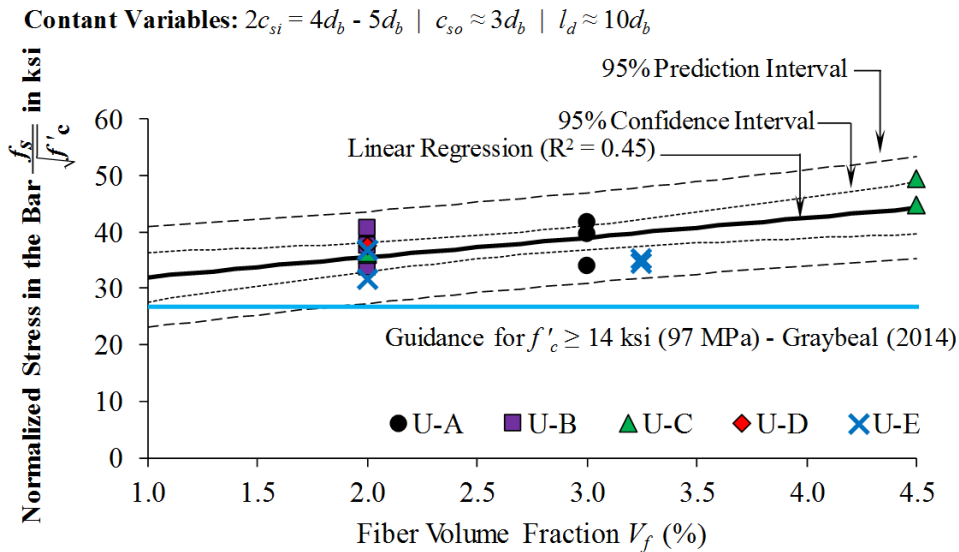 Contant Variables: 2csi = 4db - 5db | cso ≈ 3db | ld ≈ 10db
Normalized Stress in the Bar fs/√f'c in ksi
95% Prediction Interval
95% Confidence Interval
Linear Regression (R² = 0.45)
60
50
40
30
20
10
0
Guidance for f'c ≥ 14 ksi (97 MPa) - Graybeal (2014)
U-A U-B U-C U-D U-E
1.0 1.5 2.0 2.5 3.0 3.5 4.0 4.5
Fiber Volume Fraction Vf (%)